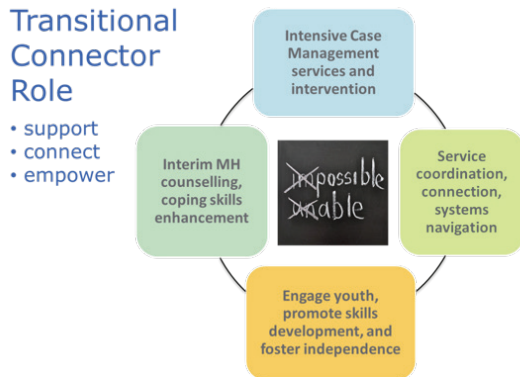 Transitional
Connector
Role
• support
• connect
• empower
Intensive Case
Management
services and
intervention
Interim MH
counselling,
coping skills
enhancement
impossible
unable
Service
coordination,
connection,
systems
navigation
Engage youth,
promote skills
development, and
foster independence